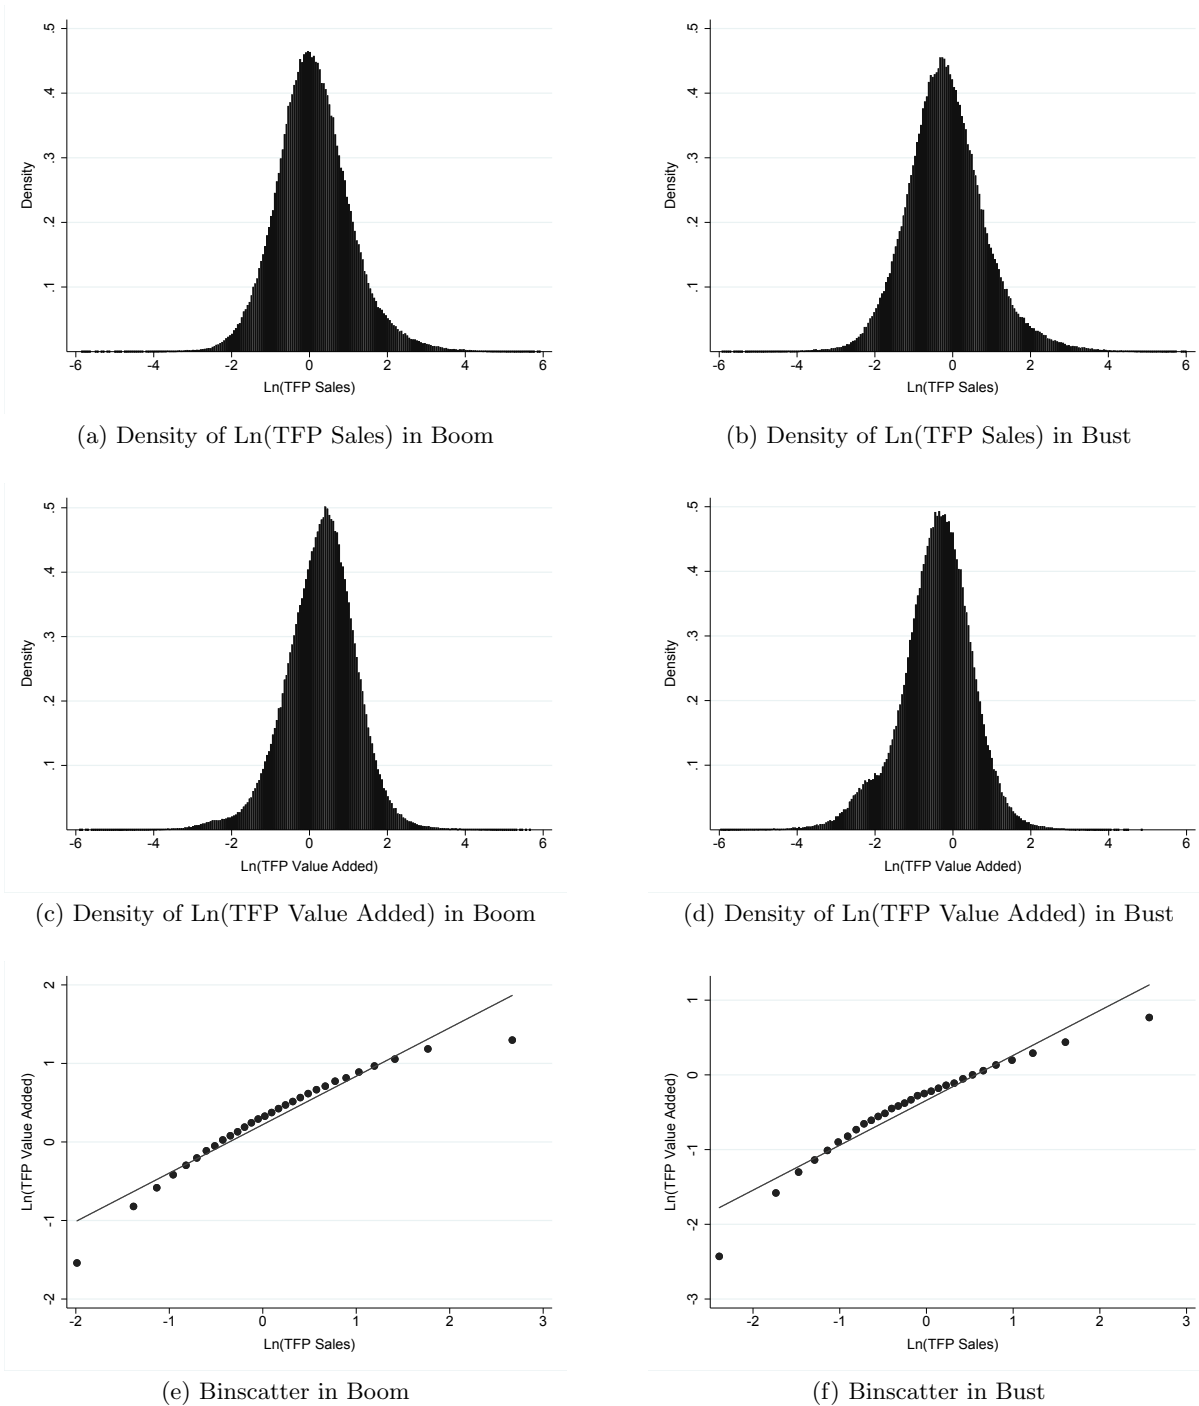 .5
.4
.3
.2
.1
Density
-6 -4 -2 0 2 4 6
Ln(TFP Sales)
(a) Density of Ln(TFP Sales) in Boom
.5
.4
.3
.2
.1
Density
-6 -4 -2 0 2 4 6
Ln(TFP Sales)
(b) Density of Ln(TFP Sales) in Bust
.5
.4
.3
.2
.1
Density
-6 -4 -2 0 2 4 6
Ln(TFP Value Added)
(c) Density of Ln(TFP Value Added) in Boom
.5
.4
.3
.2
.1
Density
-6 -4 -2 0 2 4 6
Ln(TFP Value Added)
(d) Density of Ln(TFP Value Added) in Bust
2
1
0
-1
-2
Ln(TFP Value Added)
-2 -1 0 1 2 3
Ln(TFP Sales)
(e) Binscatter in Boom
1
0
-1
-2
-3
Ln(TFP Value Added)
-2 -1 0 1 2 3
Ln(TFP Sales)
(f) Binscatter in Bust